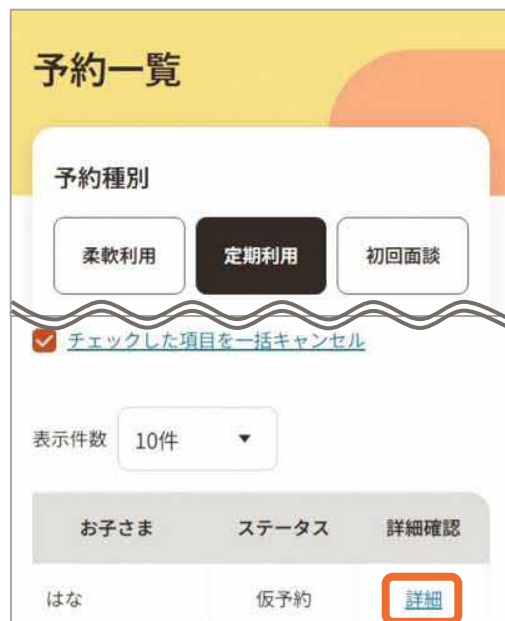 予約一覧
予約種別
柔軟利用 定期利用 初回面談
チェックした項目を一括キャンセル
表示件数 10件
お子さま ステータス 詳細確認
はな 仮予約 詳細